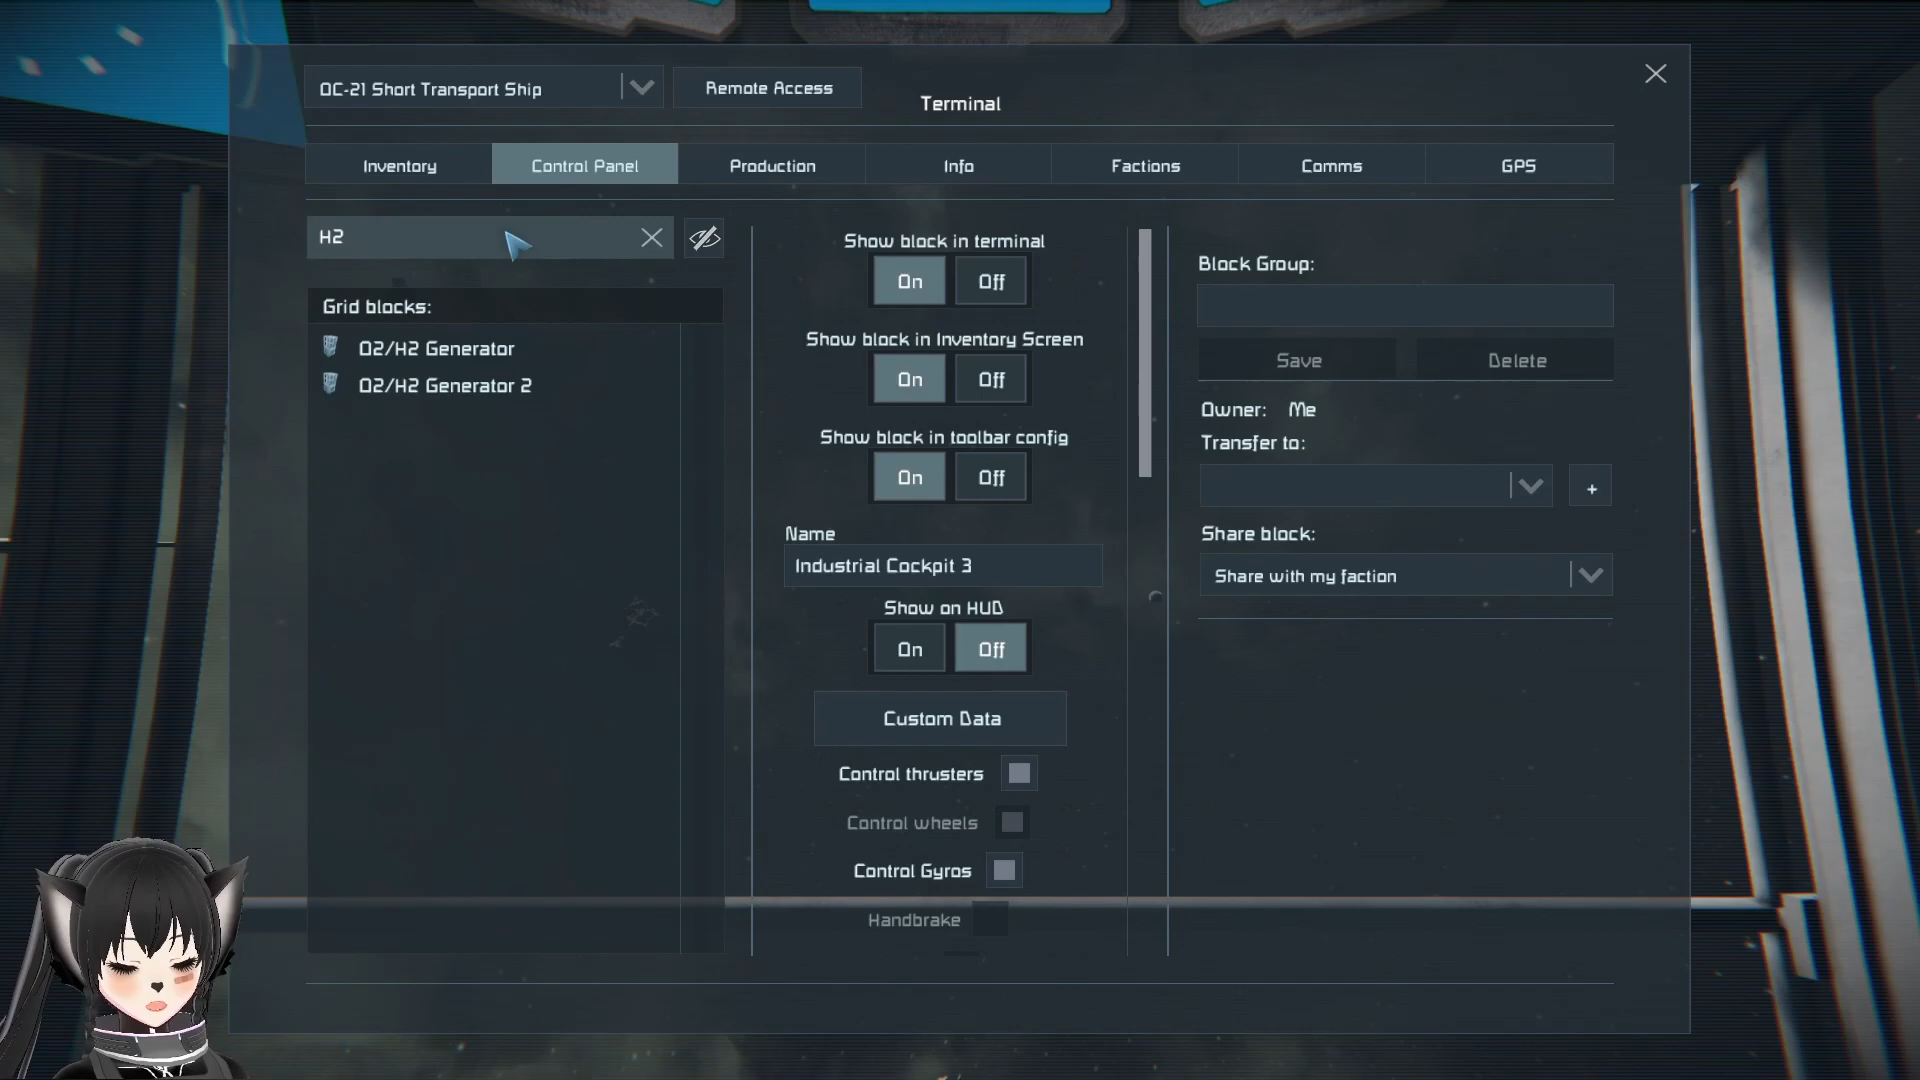 OC-21 Short Transport Ship
Remote Access
Terminal
Inventory
Control Panel
Production
Info
Factions
Comms
GPS
H2
Grid blocks:
O2/H2 Generator
O2/H2 Generator 2
Show block in terminal
On
Off
Show block in Inventory Screen
On
Off
Show block in toolbar config
On
Off
Name
Industrial Cockpit 3
Show on HUD
On
Off
Custom Data
Control thrusters
Control wheels
Control Gyros
Handbrake
Block Group:
Save
Delete
Owner: Me
Transfer to:
+
Share block:
Share with my faction